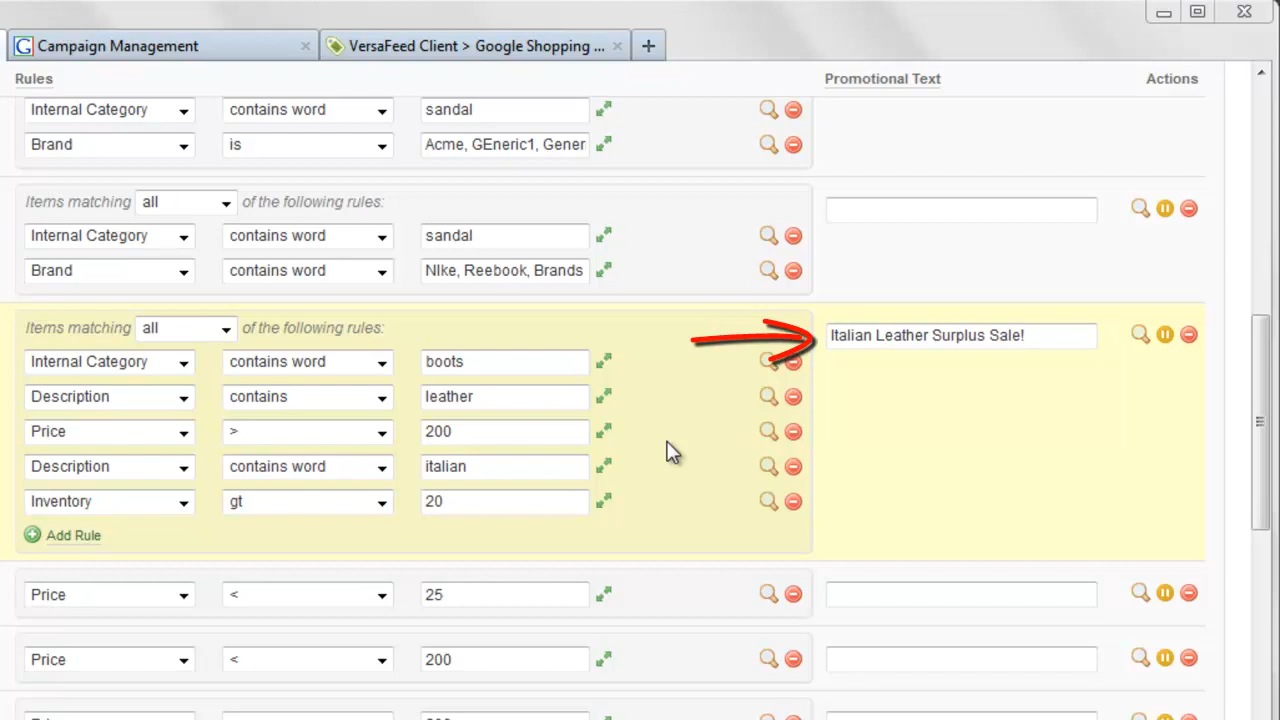 Campaign Management
VersaFeed Client > Google Shopping ...
Rules Promotional Text Actions
Internal Category contains word sandal
Brand is Acme, GEneric1, Gener
Items matching all of the following rules:
Internal Category contains word sandal
Brand contains word NIke, Reebook, Brands
Items matching all of the following rules: Italian Leather Surplus Sale!
Internal Category contains word boots
Description contains leather
Price > 200
Description contains word italian
Inventory gt 20
Add Rule
Price < 25
Price < 200